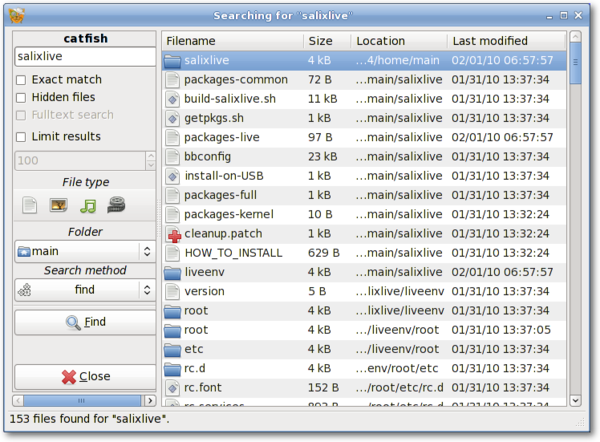 Searching for "salixlive"
catfish
salixlive
Exact match
Hidden files
Fulltext search
Limit results
100
File type
Folder
main
Search method
find
Find
Close
Filename Size Location Last modified
salixlive 4 kB ...4/home/main 02/01/10 06:57:57
packages-common 72 B ...main/salixlive 01/31/10 13:37:34
build-salixlive.sh 11 kB ...main/salixlive 01/31/10 13:37:34
getpkgs.sh 1 kB ...main/salixlive 01/31/10 13:37:34
packages-live 97 B ...main/salixlive 02/01/10 06:57:57
bbconfig 23 kB ...main/salixlive 01/31/10 13:37:34
install-on-USB 1 kB ...main/salixlive 01/31/10 13:37:34
packages-full 1 kB ...main/salixlive 01/31/10 13:37:34
packages-kernel 10 B ...main/salixlive 01/31/10 13:32:24
cleanup.patch 1 kB ...main/salixlive 01/31/10 13:32:24
HOW_TO_INSTALL 629 B ...main/salixlive 01/31/10 13:32:24
liveenv 4 kB ...main/salixlive 02/01/10 06:57:57
version 5 B ...lixlive/liveenv 01/31/10 13:37:34
root 4 kB ...lixlive/liveenv 01/31/10 13:37:34
root 4 kB .../liveenv/root 01/31/10 13:37:05
etc 4 kB .../liveenv/root 01/31/10 13:37:34
rc.d 4 kB ...env/root/etc 01/31/10 13:37:34
rc.font 152 B .../root/etc/rc.d 01/31/10 13:37:34
rc.services 893 B .../root/etc/rc.d 01/31/10 13:37:34
153 files found for "salixlive".